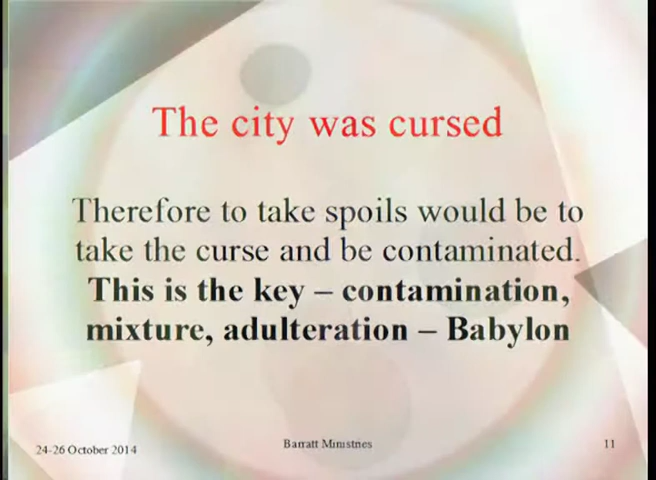 The city was cursed
Therefore to take spoils would be to
take the curse and be contaminated.
This is the key – contamination,
mixture, adulteration – Babylon
24-26 October 2014
Barratt Ministries
11